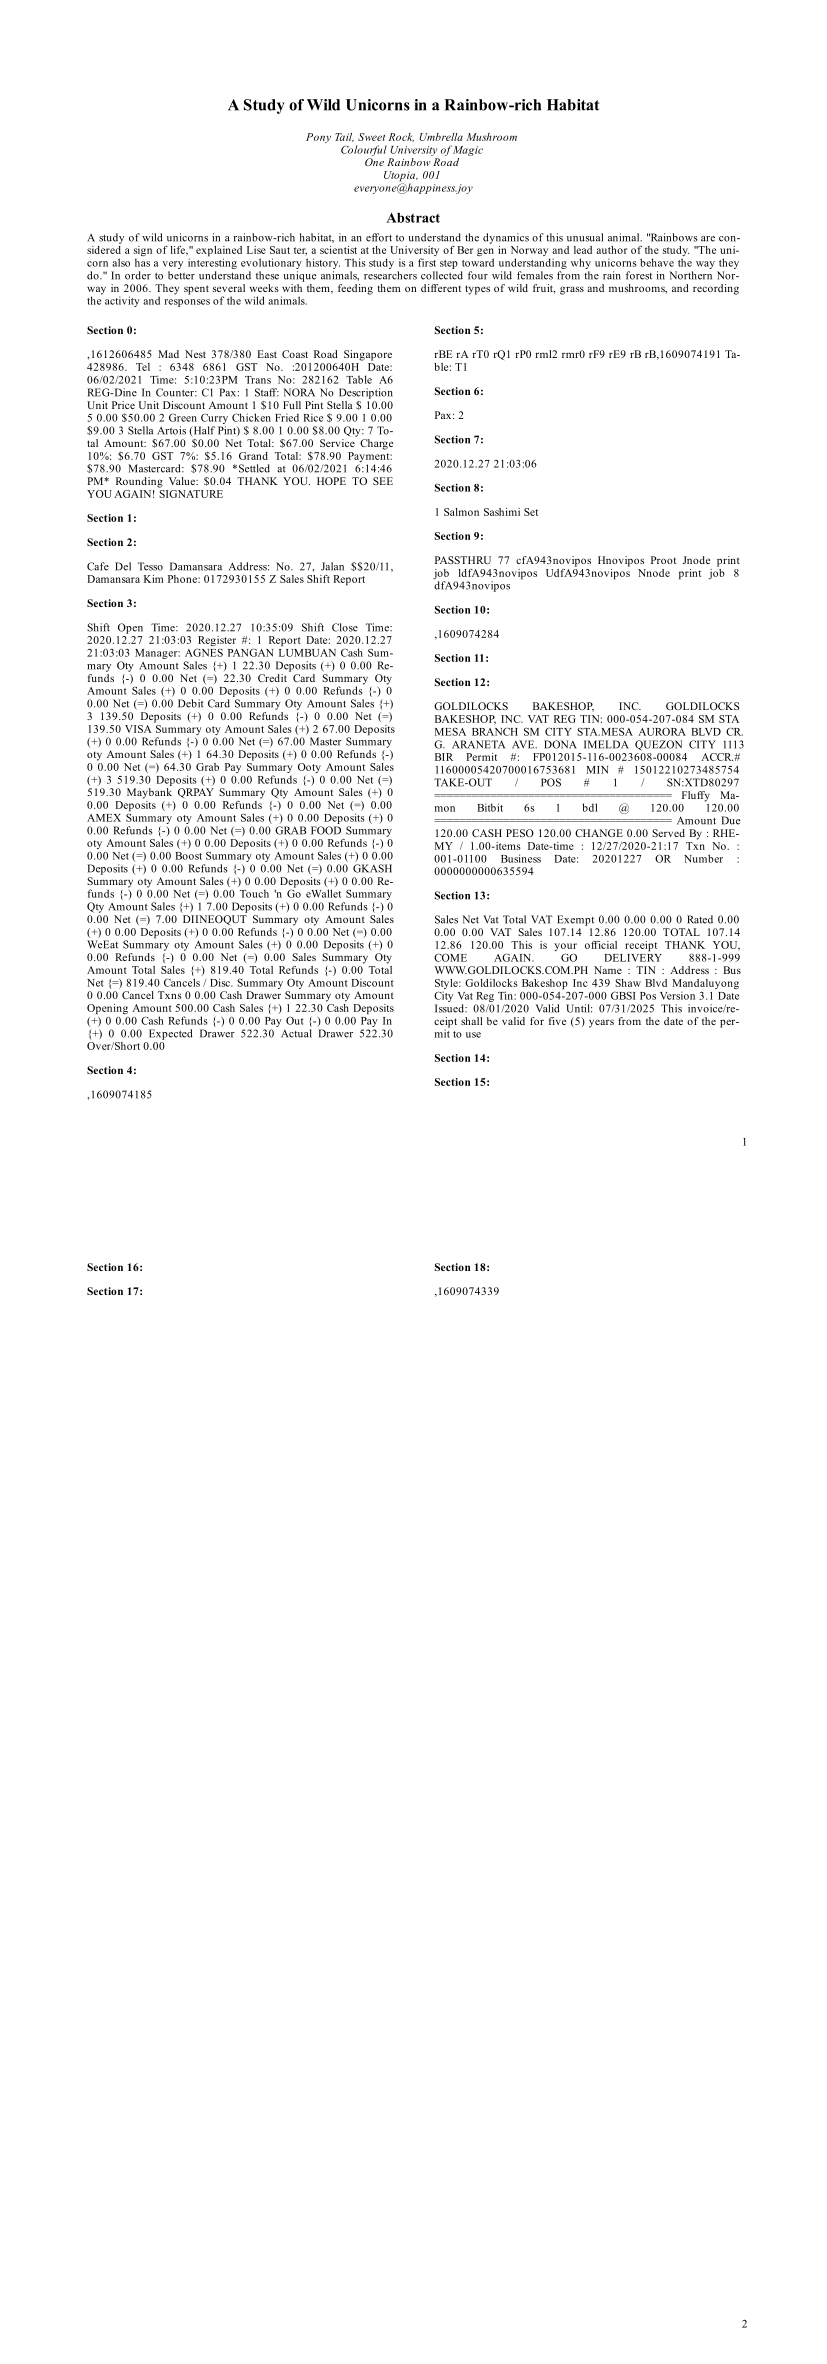 A Study of Wild Unicorns in a Rainbow-rich Habitat
Pony Tail, Sweet Rock, Umbrella Mushroom
Colourful University of Magic
One Rainbow Road
Utopia, 001
everyone@happiness.joy
Abstract
A study of wild unicorns in a rainbow-rich habitat, in an effort to understand the dynamics of this unusual animal. "Rainbows are con-
sidered a sign of life," explained Lise Saut ter, a scientist at the University of Ber gen in Norway and lead author of the study. "The uni-
corn also has a very interesting evolutionary history. This study is a first step toward understanding why unicorns behave the way they
do." In order to better understand these unique animals, researchers collected four wild females from the rain forest in Northern Nor-
way in 2006. They spent several weeks with them, feeding them on different types of wild fruit, grass and mushrooms, and recording
the activity and responses of the wild animals.
Section 0:
,1612606485 Mad Nest 378/380 East Coast Road Singapore
428986. Tel : 6348 6861 GST No. :201200640H Date:
06/02/2021 Time: 5:10:23PM Trans No: 282162 Table A6
REG-Dine In Counter: C1 Pax: 1 Staff: NORA No Description
Unit Price Unit Discount Amount 1 $10 Full Pint Stella $ 10.00
5 0.00 $50.00 2 Green Curry Chicken Fried Rice $ 9.00 1 0.00
$9.00 3 Stella Artois (Half Pint) $ 8.00 1 0.00 $8.00 Qty: 7 To-
tal Amount: $67.00 $0.00 Net Total: $67.00 Service Charge
10%: $6.70 GST 7%: $5.16 Grand Total: $78.90 Payment:
$78.90 Mastercard: $78.90 *Settled at 06/02/2021 6:14:46
PM* Rounding Value: $0.04 THANK YOU. HOPE TO SEE
YOU AGAIN! SIGNATURE
Section 1:
Section 2:
Cafe Del Tesso Damansara Address: No. 27, Jalan $$20/11,
Damansara Kim Phone: 0172930155 Z Sales Shift Report
Section 3:
Shift Open Time: 2020.12.27 10:35:09 Shift Close Time:
2020.12.27 21:03:03 Register #: 1 Report Date: 2020.12.27
21:03:03 Manager: AGNES PANGAN LUMBUAN Cash Sum-
mary Oty Amount Sales {+) 1 22.30 Deposits (+) 0 0.00 Re-
funds {-) 0 0.00 Net (=) 22.30 Credit Card Summary Oty
Amount Sales (+) 0 0.00 Deposits (+) 0 0.00 Refunds {-) 0
0.00 Net (=) 0.00 Debit Card Summary Oty Amount Sales {+)
3 139.50 Deposits (+) 0 0.00 Refunds {-) 0 0.00 Net (=)
139.50 VISA Summary oty Amount Sales (+) 2 67.00 Deposits
(+) 0 0.00 Refunds {-) 0 0.00 Net (=) 67.00 Master Summary
oty Amount Sales (+) 1 64.30 Deposits (+) 0 0.00 Refunds {-)
0 0.00 Net (=) 64.30 Grab Pay Summary Ooty Amount Sales
(+) 3 519.30 Deposits (+) 0 0.00 Refunds {-) 0 0.00 Net (=)
519.30 Maybank QRPAY Summary Qty Amount Sales (+) 0
0.00 Deposits (+) 0 0.00 Refunds {-) 0 0.00 Net (=) 0.00
AMEX Summary oty Amount Sales (+) 0 0.00 Deposits (+) 0
0.00 Refunds {-) 0 0.00 Net (=) 0.00 GRAB FOOD Summary
oty Amount Sales (+) 0 0.00 Deposits (+) 0 0.00 Refunds {-) 0
0.00 Net (=) 0.00 Boost Summary oty Amount Sales (+) 0 0.00
Deposits (+) 0 0.00 Refunds {-) 0 0.00 Net (=) 0.00 GKASH
Summary oty Amount Sales {+) 0 0.00 Deposits (+) 0 0.00 Re-
funds {-) 0 0.00 Net (=) 0.00 Touch 'n Go eWallet Summary
Qty Amount Sales {+) 1 7.00 Deposits (+) 0 0.00 Refunds {-) 0
0.00 Net (=) 7.00 DIINEOQUT Summary oty Amount Sales
(+) 0 0.00 Deposits (+) 0 0.00 Refunds {-) 0 0.00 Net (=) 0.00
WeEat Summary oty Amount Sales (+) 0 0.00 Deposits (+) 0
0.00 Refunds {-) 0 0.00 Net (=) 0.00 Sales Summary Oty
Amount Total Sales {+) 819.40 Total Refunds {-) 0.00 Total
Net {=) 819.40 Cancels / Disc. Summary Oty Amount Discount
0 0.00 Cancel Txns 0 0.00 Cash Drawer Summary oty Amount
Opening Amount 500.00 Cash Sales {+) 1 22.30 Cash Deposits
(+) 0 0.00 Cash Refunds {-) 0 0.00 Pay Out {-) 0 0.00 Pay In
{+) 0 0.00 Expected Drawer 522.30 Actual Drawer 522.30
Over/Short 0.00
Section 4:
,1609074185
Section 5:
rBE rA rT0 rQ1 rP0 rml2 rmr0 rF9 rE9 rB rB,1609074191 Ta-
ble: T1
Section 6:
Pax: 2
Section 7:
2020.12.27 21:03:06
Section 8:
1 Salmon Sashimi Set
Section 9:
PASSTHRU 77 cfA943novipos Hnovipos Proot Jnode print
job ldfA943novipos UdfA943novipos Nnode print job 8
dfA943novipos
Section 10:
,1609074284
Section 11:
Section 12:
GOLDILOCKS BAKESHOP, INC. GOLDILOCKS
BAKESHOP, INC. VAT REG TIN: 000-054-207-084 SM STA
MESA BRANCH SM CITY STA.MESA AURORA BLVD CR.
G. ARANETA AVE. DONA IMELDA QUEZON CITY 1113
BIR Permit #: FP012015-116-0023608-00084 ACCR.#
11600005420700016753681 MIN # 15012210273485754
TAKE-OUT / POS # 1 / SN:XTD80297
====================================== Fluffy Ma-
mon Bitbit 6s 1 bdl @ 120.00 120.00
====================================== Amount Due
120.00 CASH PESO 120.00 CHANGE 0.00 Served By : RHE-
MY / 1.00-items Date-time : 12/27/2020-21:17 Txn No. :
001-01100 Business Date: 20201227 OR Number :
0000000000635594
Section 13:
Sales Net Vat Total VAT Exempt 0.00 0.00 0.00 0 Rated 0.00
0.00 0.00 VAT Sales 107.14 12.86 120.00 TOTAL 107.14
12.86 120.00 This is your official receipt THANK YOU,
COME AGAIN. GO DELIVERY 888-1-999
WWW.GOLDILOCKS.COM.PH Name : TIN : Address : Bus
Style: Goldilocks Bakeshop Inc 439 Shaw Blvd Mandaluyong
City Vat Reg Tin: 000-054-207-000 GBSI Pos Version 3.1 Date
Issued: 08/01/2020 Valid Until: 07/31/2025 This invoice/re-
ceipt shall be valid for five (5) years from the date of the per-
mit to use
Section 14:
Section 15:
1
Section 16:
Section 17:
Section 18:
,1609074339
2